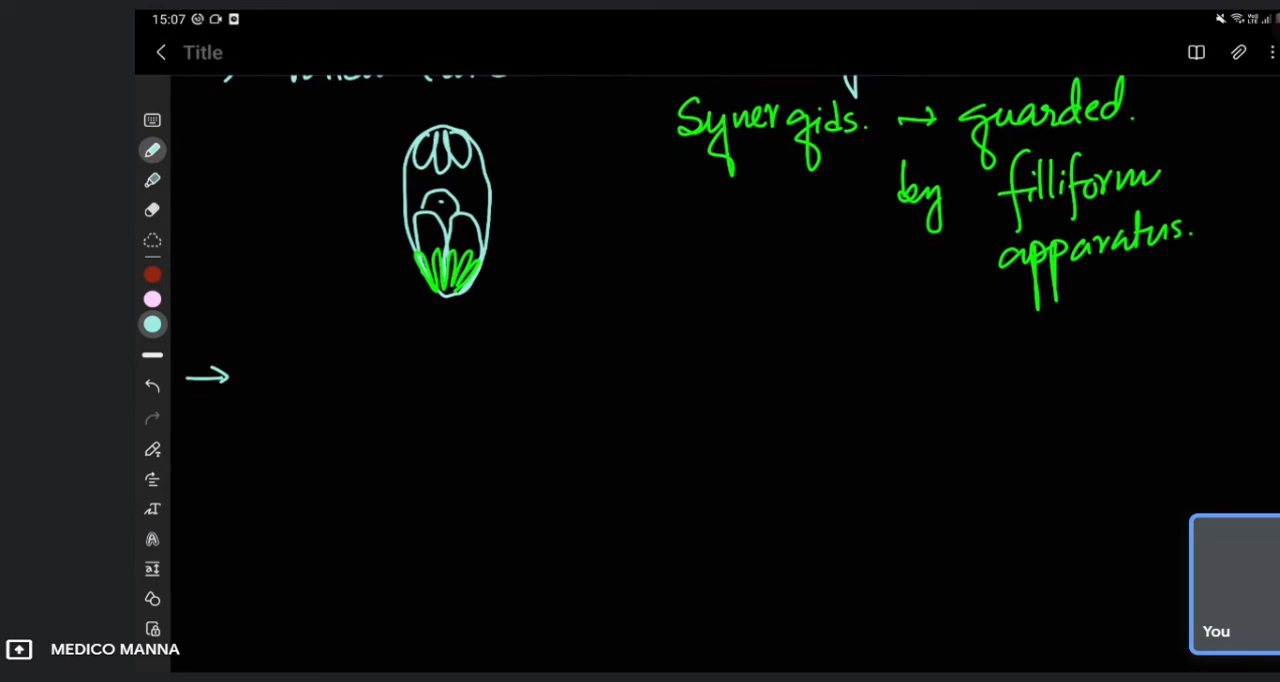 15:07
Title
Synergids. → guarded.
by filliform
apparatus.
→
You
MEDICO MANNA